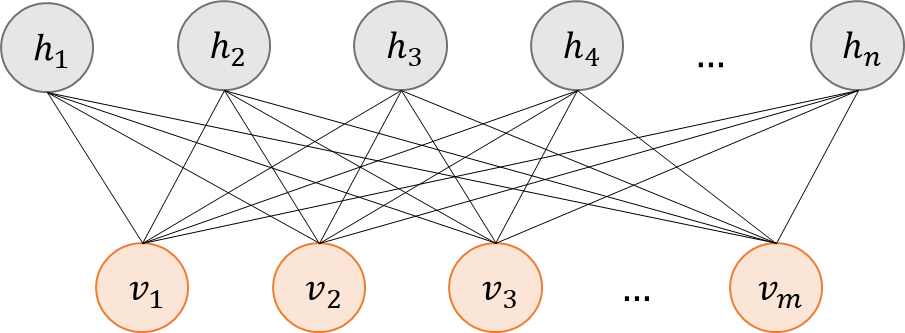 h₁ h₂ h₃ h₄ ... hₙ
v₁ v₂ v₃ ... vₘ